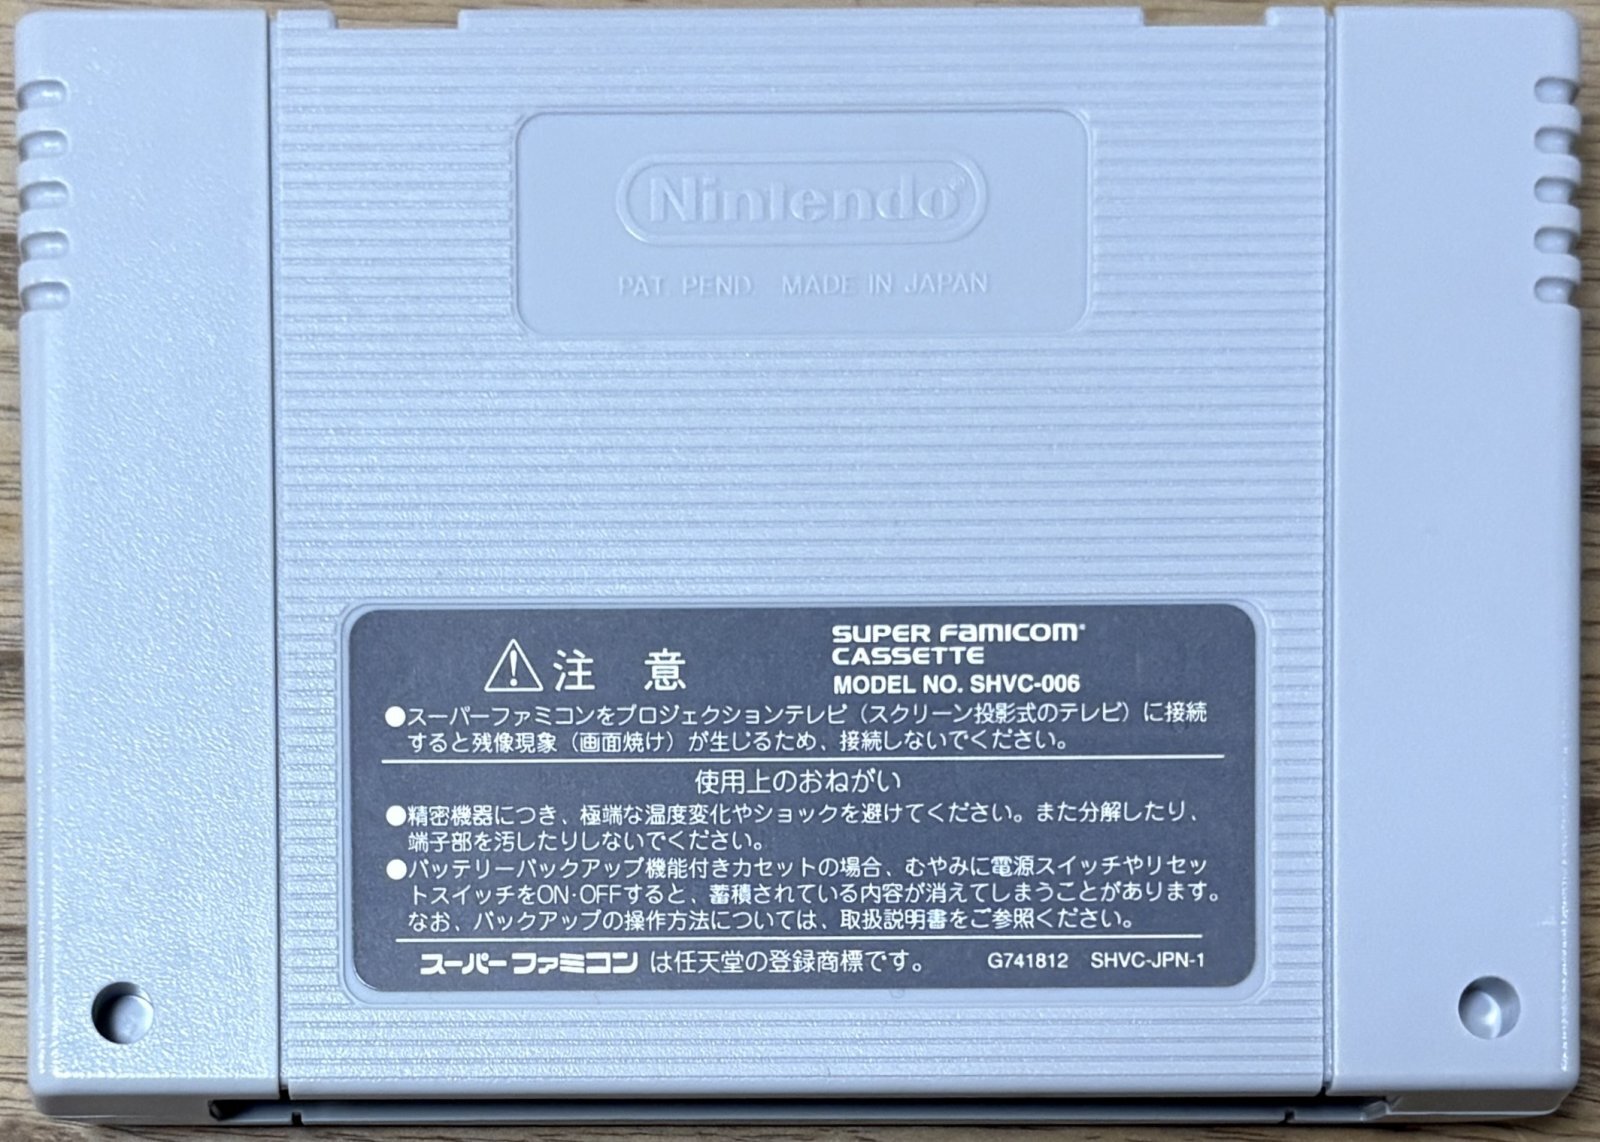 Nintendo®
PAT. PEND. MADE IN JAPAN
⚠注 意
SUPER FAMICOM®
CASSETTE
MODEL NO. SHVC-006
●スーパーファミコンをプロジェクションテレビ（スクリーン投影式のテレビ）に接続
すると残像現象（画面焼け）が生じるため、接続しないでください。
使用上のおねがい
●精密機器につき、極端な温度変化やショックを避けてください。また分解したり、
端子部を汚したりしないでください。
●バッテリーバックアップ機能付きカセットの場合、むやみに電源スイッチやリセッ
トスイッチをON・OFFすると、蓄積されている内容が消えてしまうことがあります。
なお、バックアップの操作方法については、取扱説明書をご参照ください。
スーパーファミコン は任天堂の登録商標です。 G741812 SHVC-JPN-1